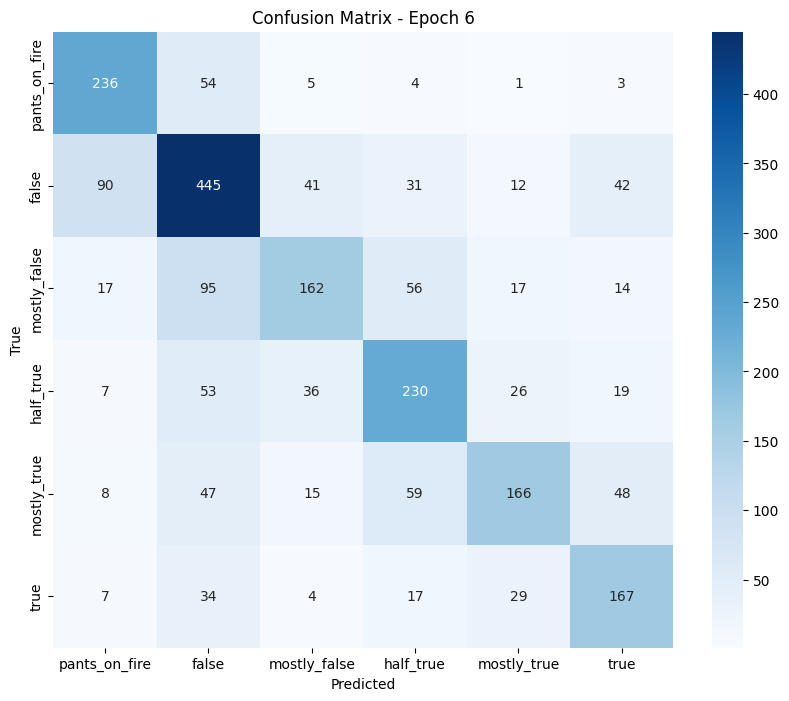 Confusion Matrix - Epoch 6
True
pants_on_fire 236 54 5 4 1 3
false 90 445 41 31 12 42
mostly_false 17 95 162 56 17 14
half_true 7 53 36 230 26 19
mostly_true 8 47 15 59 166 48
true 7 34 4 17 29 167
pants_on_fire false mostly_false half_true mostly_true true
Predicted
400
350
300
250
200
150
100
50